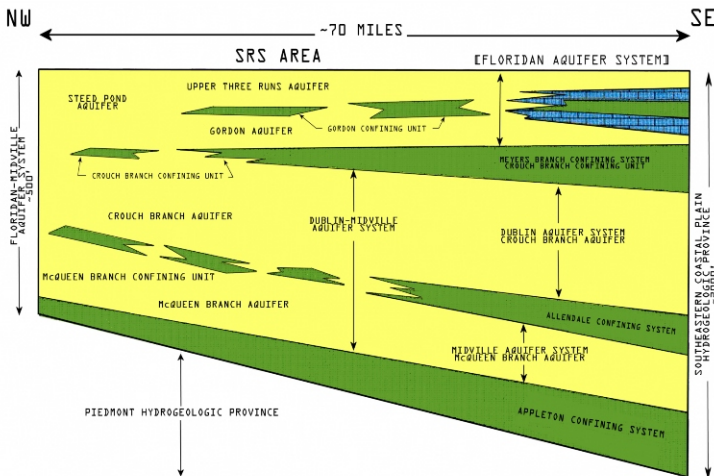 NW
SE
~70 MILES
SRS AREA
[FLORIDAN AQUIFER SYSTEM]
UPPER THREE RUNS AQUIFER
STEED POND
AQUIFER
GORDON AQUIFER
GORDON CONFINING UNIT
MEYERS BRANCH CONFINING SYSTEM
CROUCH BRANCH CONFINING UNIT
CROUCH BRANCH CONFINING UNIT
FLORIDAN-MIDVILLE
AQUIFER SYSTEM
~500'
CROUCH BRANCH AQUIFER
DUBLIN-MIDVILLE
AQUIFER SYSTEM
DUBLIN AQUIFER SYSTEM
CROUCH BRANCH AQUIFER
McQUEEN BRANCH CONFINING UNIT
McQUEEN BRANCH AQUIFER
ALLENDALE CONFINING SYSTEM
MIDVILLE AQUIFER SYSTEM
McQUEEN BRANCH AQUIFER
APPLETON CONFINING SYSTEM
PIEDMONT HYDROGEOLOGIC PROVINCE
SOUTHEASTERN COASTAL PLAIN
HYDROGEOLOGIC PROVINCE